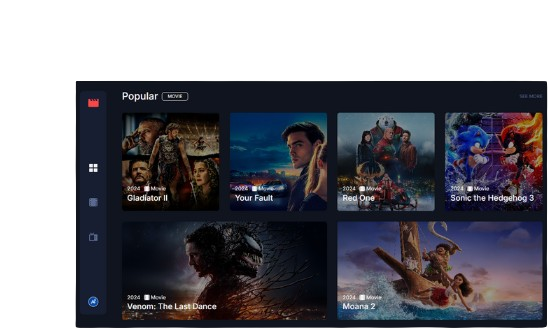 Popular MOVIE
SEE MORE
2024 Movie
Gladiator II
2024 Movie
Your Fault
2024 Movie
Red One
2024 Movie
Sonic the Hedgehog 3
2024 Movie
Venom: The Last Dance
2024 Movie
Moana 2